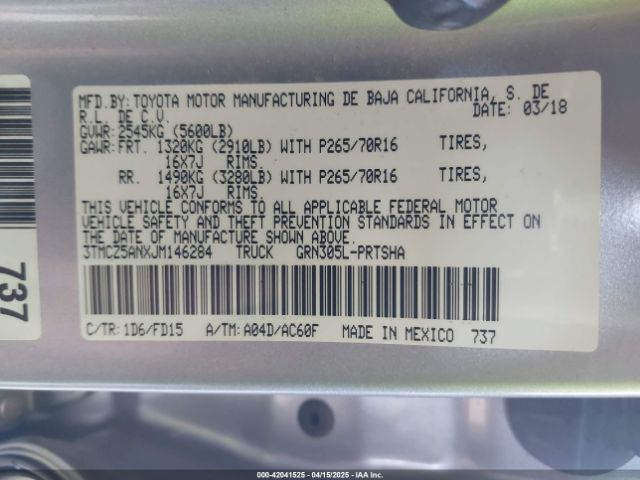 MFD.BY:TOYOTA MOTOR MANUFACTURING DE BAJA CALIFORNIA, S. DE
R.L. DE C.V. DATE: 03/18
GVWR:2545KG (5600LB)
GAWR:FRT. 1320KG (2910LB) WITH P265/70R16 TIRES,
16X7J RIMS.
RR. 1490KG (3280LB) WITH P265/70R16 TIRES,
16X7J RIMS.
THIS VEHICLE CONFORMS TO ALL APPLICABLE FEDERAL MOTOR
VEHICLE SAFETY AND THEFT PREVENTION STANDARDS IN EFFECT ON
THE DATE OF MANUFACTURE SHOWN ABOVE.
3TMCZ5ANXJM146284 TRUCK GRN305L-PRTSHA
C/TR:1D6/FD15 A/TM:A04D/AC60F MADE IN MEXICO 737
737
000-42041525 04/15/2025 IAA Inc.